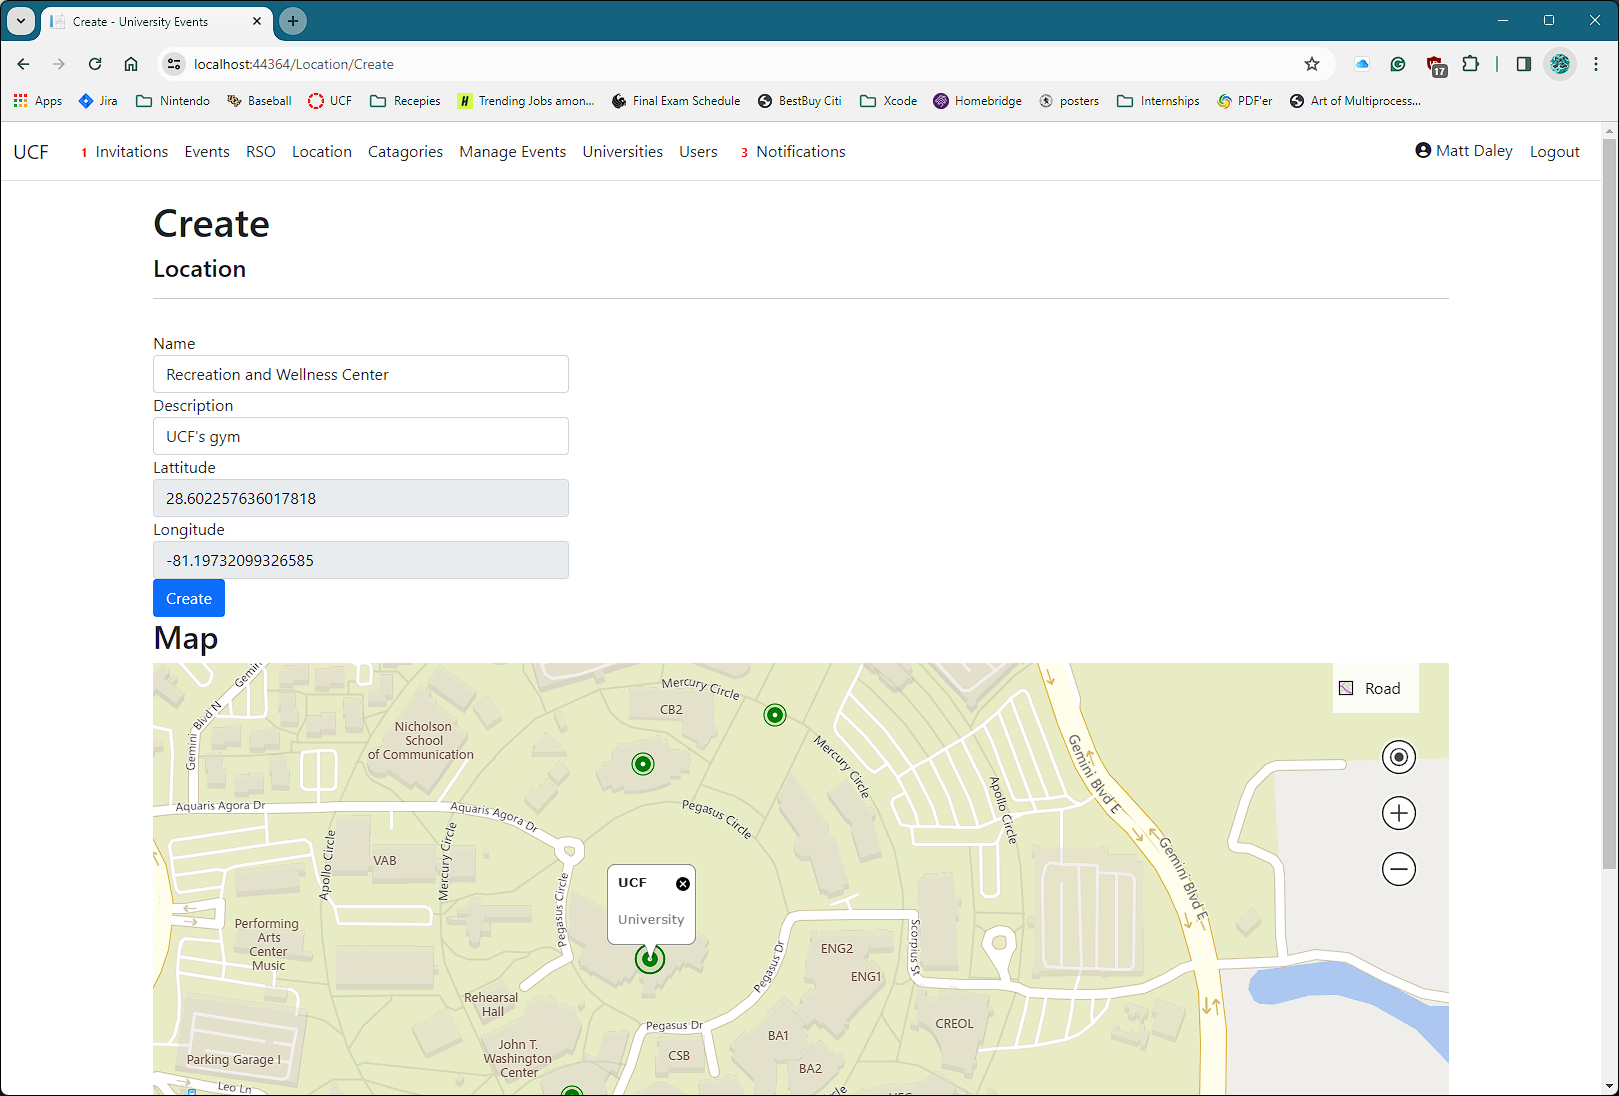 Create - University Events
localhost:44364/Location/Create
17
Apps Jira Nintendo Baseball UCF Recepies Trending Jobs amon... Final Exam Schedule BestBuy Citi Xcode Homebridge posters Internships PDF'er Art of Multiprocess...
UCF 1 Invitations Events RSO Location Catagories Manage Events Universities Users 3 Notifications Matt Daley Logout
Create
Location
Name
Recreation and Wellness Center
Description
UCF's gym
Lattitude
28.602257636017818
Longitude
-81.19732099326585
Create
Map
Road
Gemini Blvd N
Mercury Circle
CB2
Nicholson
School
of Communication
Mercury Circle
Gemini Blvd E
Apollo Circle
Aquaris Agora Dr
Aquaris Agora Dr
Pegasus Circle
Gemini Blvd E
Apollo Circle
VAB
Mercury Circle
Pegasus Circle
UCF
University
Performing
Arts
Center
Music
Scorpius St
Pegasus Dr
ENG2
ENG1
Rehearsal
Hall
Pegasus Dr
CREOL
BA1
John T.
Washington
Center
CSB
BA2
Parking Garage I
Leo Ln
Circle